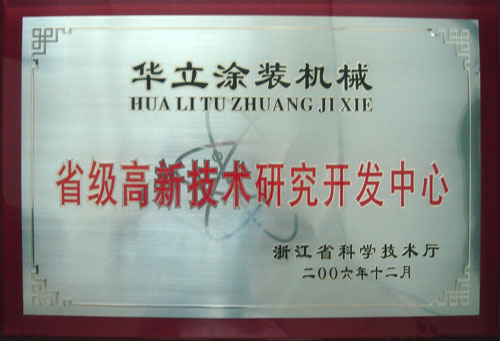 华立涂装机械
HUA LI TU ZHUANG JI XIE
省级高新技术研究开发中心
浙江省科学技术厅
二00六年十二月